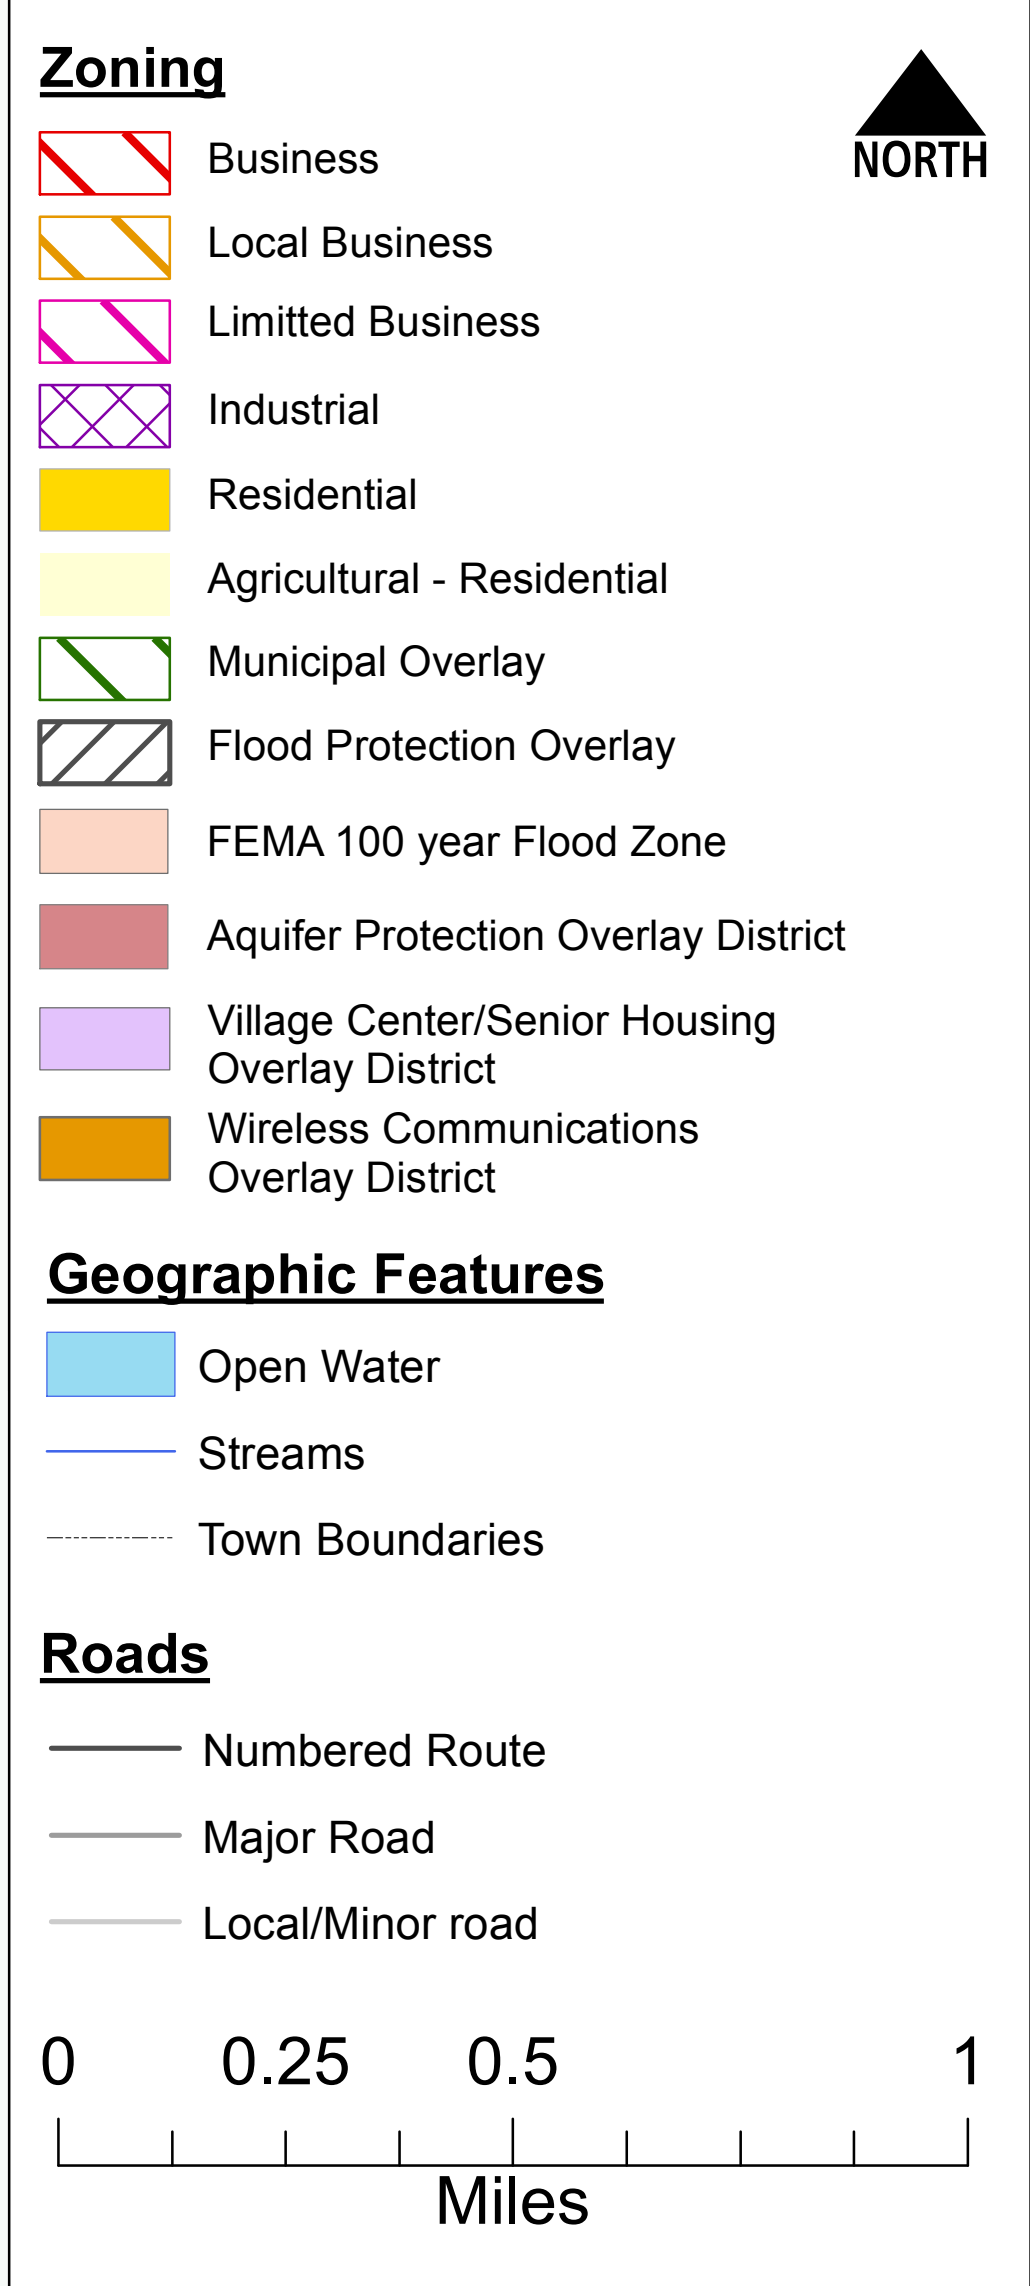 Zoning
NORTH
Business
Local Business
Limitted Business
Industrial
Residential
Agricultural - Residential
Municipal Overlay
Flood Protection Overlay
FEMA 100 year Flood Zone
Aquifer Protection Overlay District
Village Center/Senior Housing
Overlay District
Wireless Communications
Overlay District
Geographic Features
Open Water
Streams
Town Boundaries
Roads
Numbered Route
Major Road
Local/Minor road
0 0.25 0.5 1
Miles